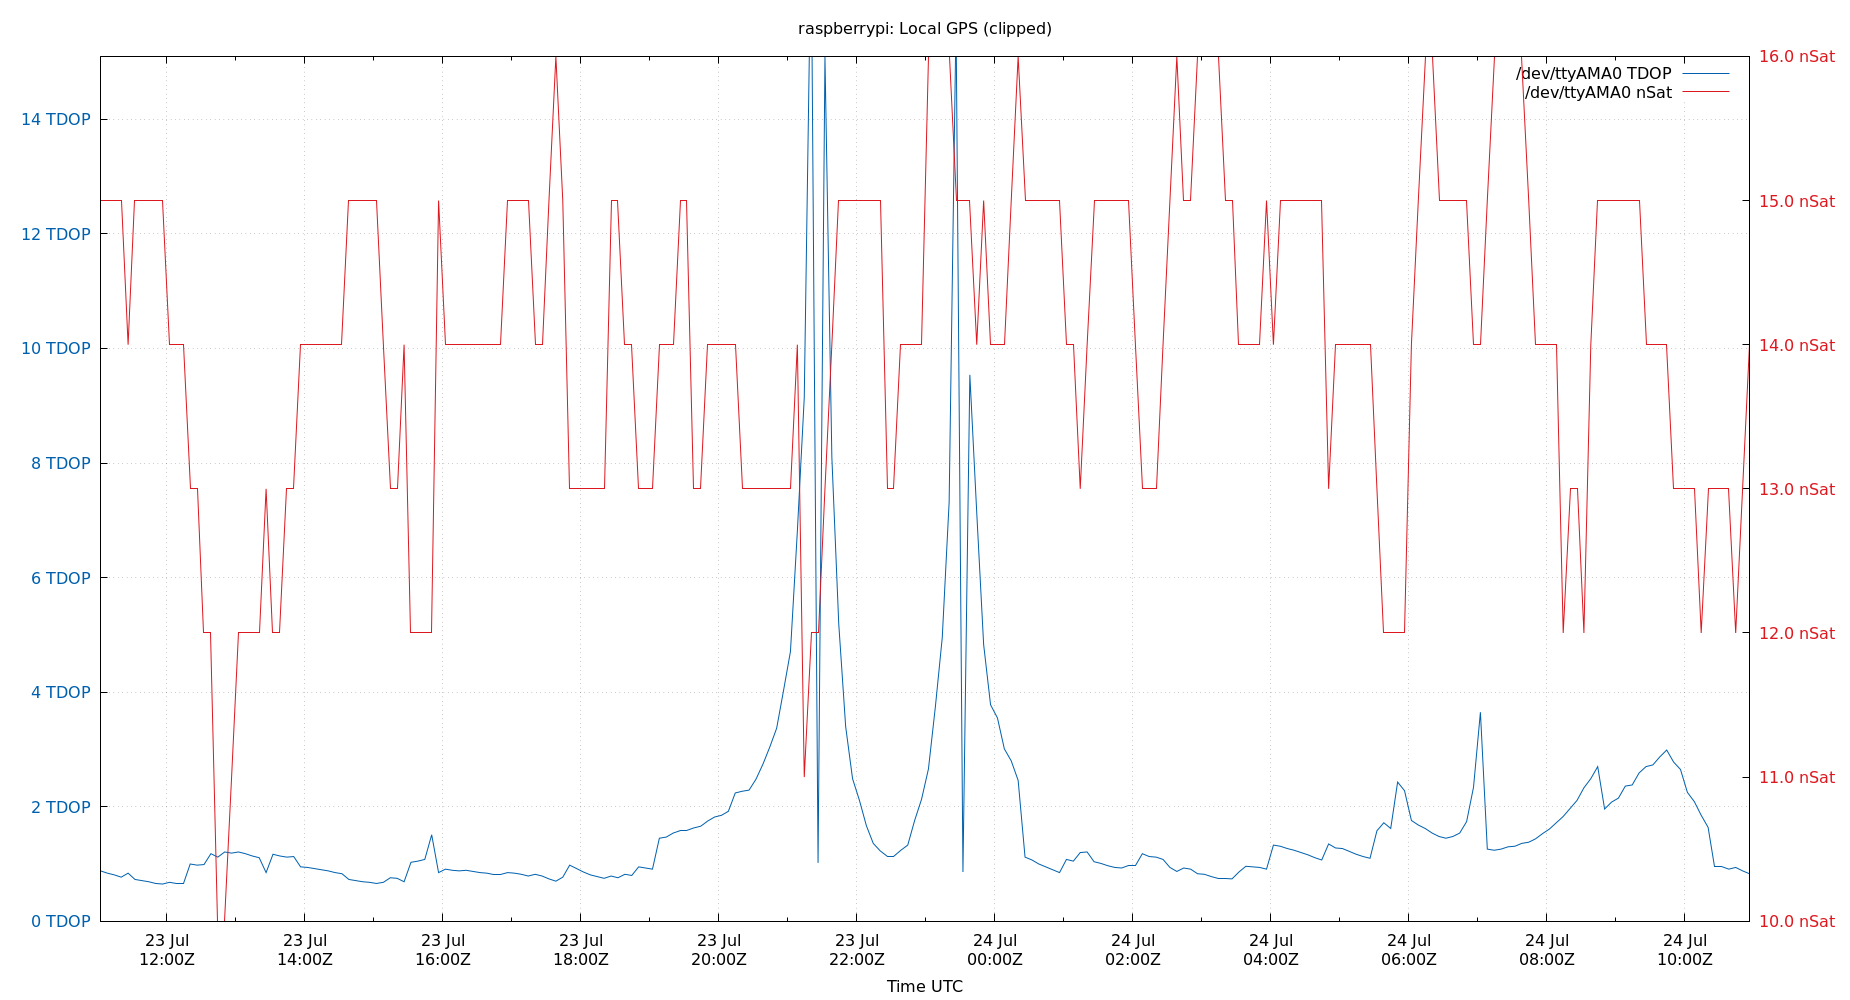 raspberrypi: Local GPS (clipped)
16.0 nSat
/dev/ttyAMA0 TDOP
/dev/ttyAMA0 nSat
14 TDOP
15.0 nSat
12 TDOP
10 TDOP
14.0 nSat
8 TDOP
13.0 nSat
6 TDOP
12.0 nSat
4 TDOP
11.0 nSat
2 TDOP
0 TDOP
10.0 nSat
23 Jul 23 Jul 23 Jul 23 Jul 23 Jul 23 Jul 24 Jul 24 Jul 24 Jul 24 Jul 24 Jul 24 Jul
12:00Z 14:00Z 16:00Z 18:00Z 20:00Z 22:00Z 00:00Z 02:00Z 04:00Z 06:00Z 08:00Z 10:00Z
Time UTC